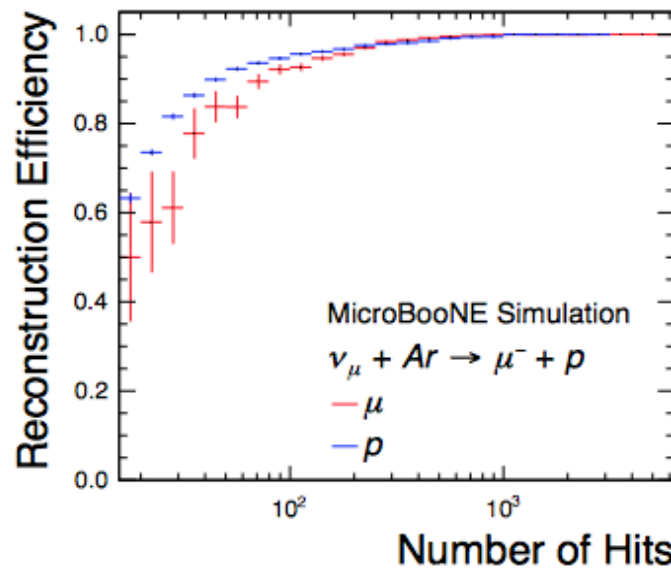 Reconstruction Efficiency
1.0
0.8
0.6
0.4
0.2
0.0
MicroBooNE Simulation
νμ + Ar → μ− + p
μ
p
10²
10³
Number of Hits